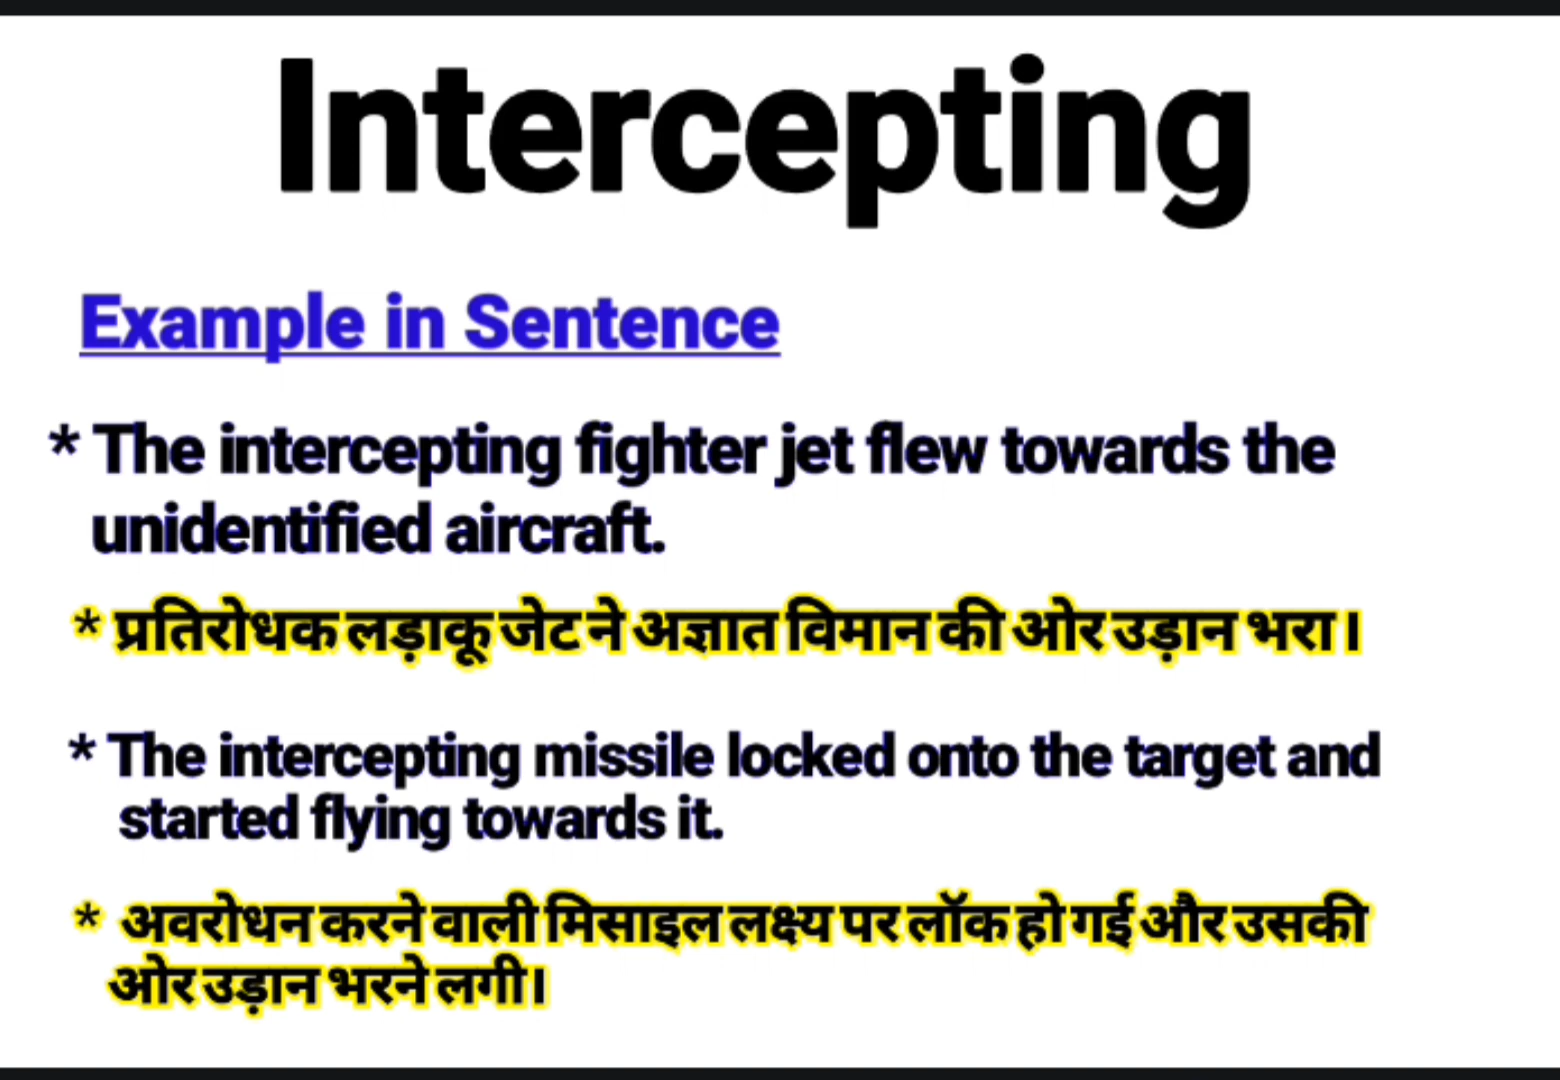 Intercepting
Example in Sentence
* The intercepting fighter jet flew towards the
unidentified aircraft.
* प्रतिरोधक लड़ाकू जेट ने अज्ञात विमान की ओर उड़ान भरा।
* The intercepting missile locked onto the target and
started flying towards it.
* अवरोधन करने वाली मिसाइल लक्ष्य पर लॉक हो गई और उसकी
ओर उड़ान भरने लगी।